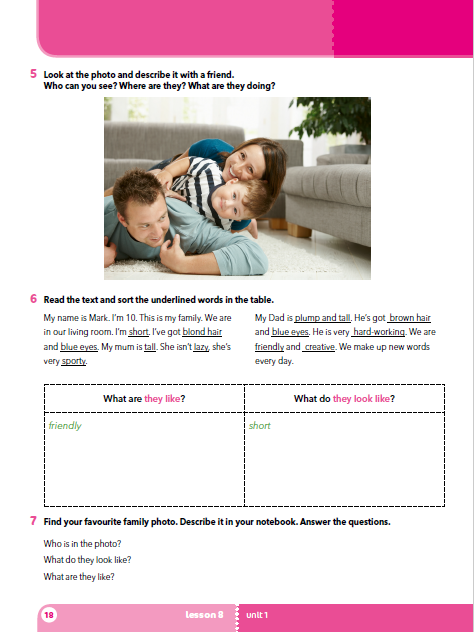 5 Look at the photo and describe it with a friend.
Who can you see? Where are they? What are they doing?
6 Read the text and sort the underlined words in the table.
My name is Mark. I'm 10. This is my family. We are
in our living room. I'm short. I've got blond hair
and blue eyes. My mum is tall. She isn't lazy, she's
very sporty.
My Dad is plump and tall. He's got brown hair
and blue eyes. He is very hard-working. We are
friendly and creative. We make up new words
every day.
What are they like?
What do they look like?
friendly
short
7 Find your favourite family photo. Describe it in your notebook. Answer the questions.
Who is in the photo?
What do they look like?
What are they like?
18 lesson 8 unit 1